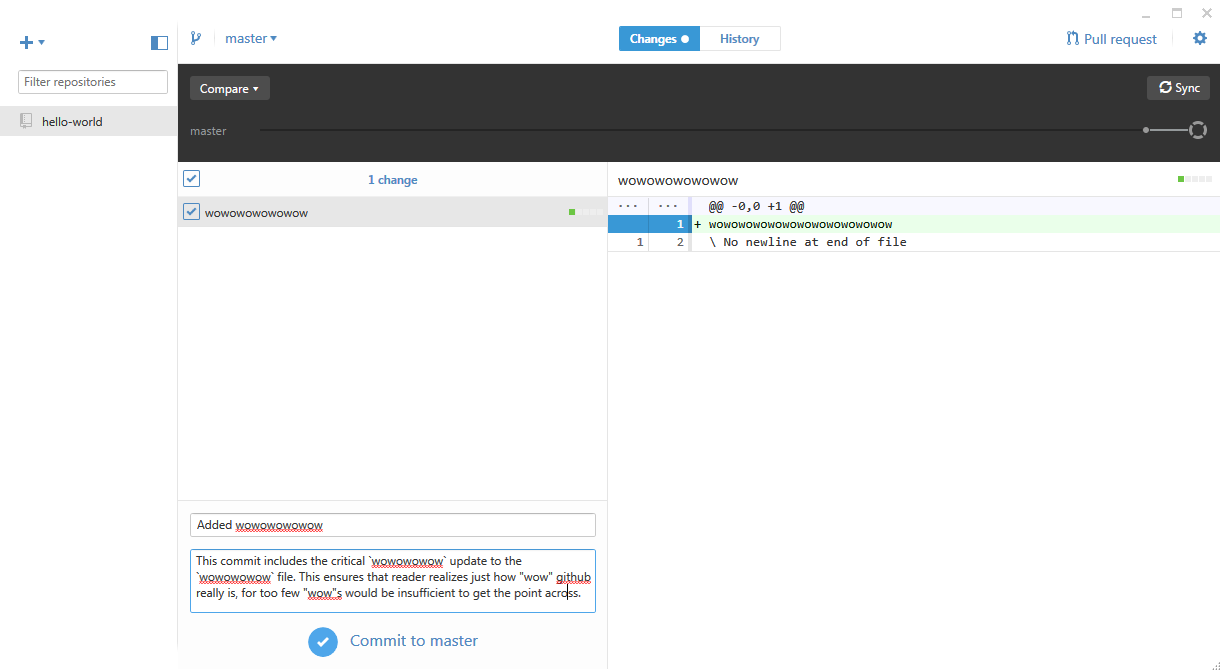 master
Changes
History
Pull request
Filter repositories
hello-world
Compare
Sync
master
1 change
wowowowowowow
wowowowowowow
... ...
@@ -0,0 +1 @@
1 + wowowowowowowowowowowowow
1 2 \ No newline at end of file
Added wowowowowow
This commit includes the critical `wowowowow` update to the
`wowowowow` file. This ensures that reader realizes just how "wow" github
really is, for too few "wow"s would be insufficient to get the point across.
Commit to master